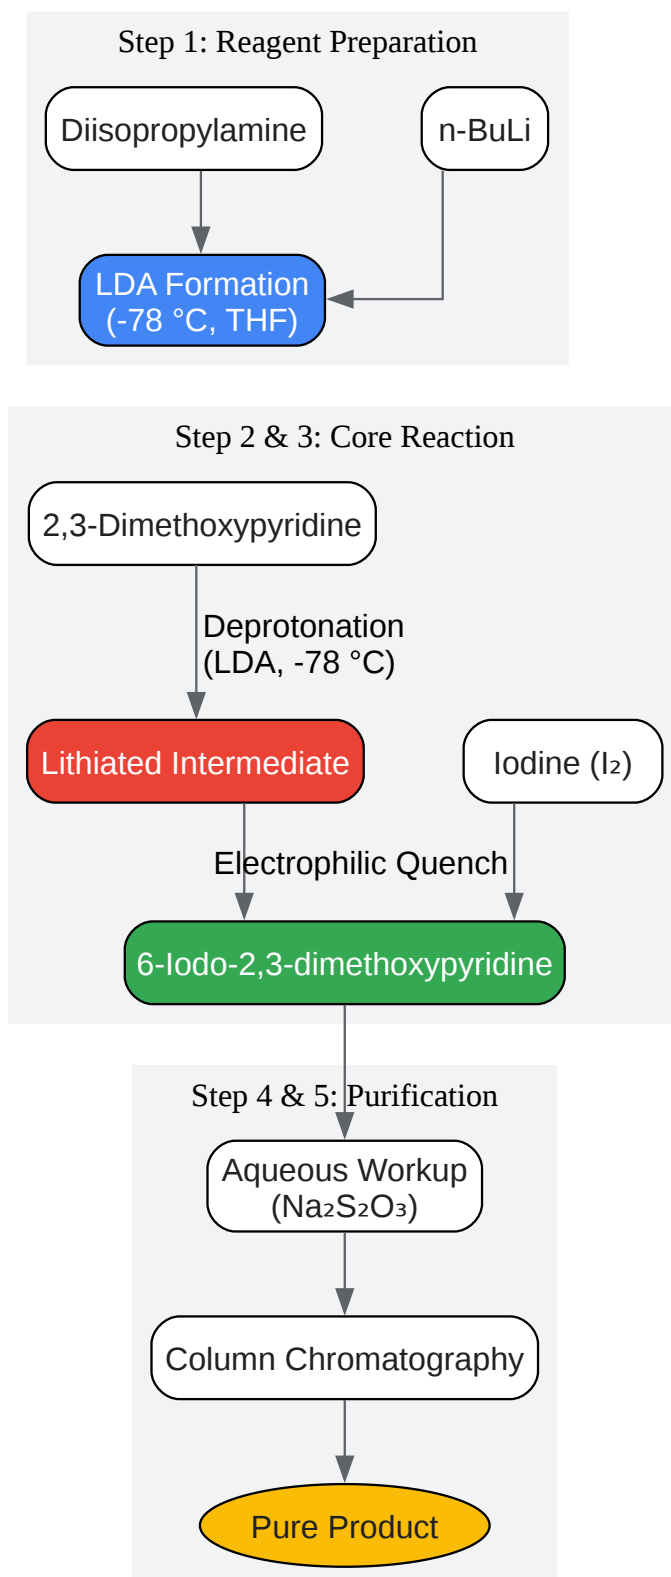 Step 1: Reagent Preparation
Diisopropylamine
n-BuLi
LDA Formation
(-78 °C, THF)
Step 2 & 3: Core Reaction
2,3-Dimethoxypyridine
Deprotonation
(LDA, -78 °C)
Lithiated Intermediate
Iodine (I₂)
Electrophilic Quench
6-Iodo-2,3-dimethoxypyridine
Step 4 & 5: Purification
Aqueous Workup
(Na₂S₂O₃)
Column Chromatography
Pure Product